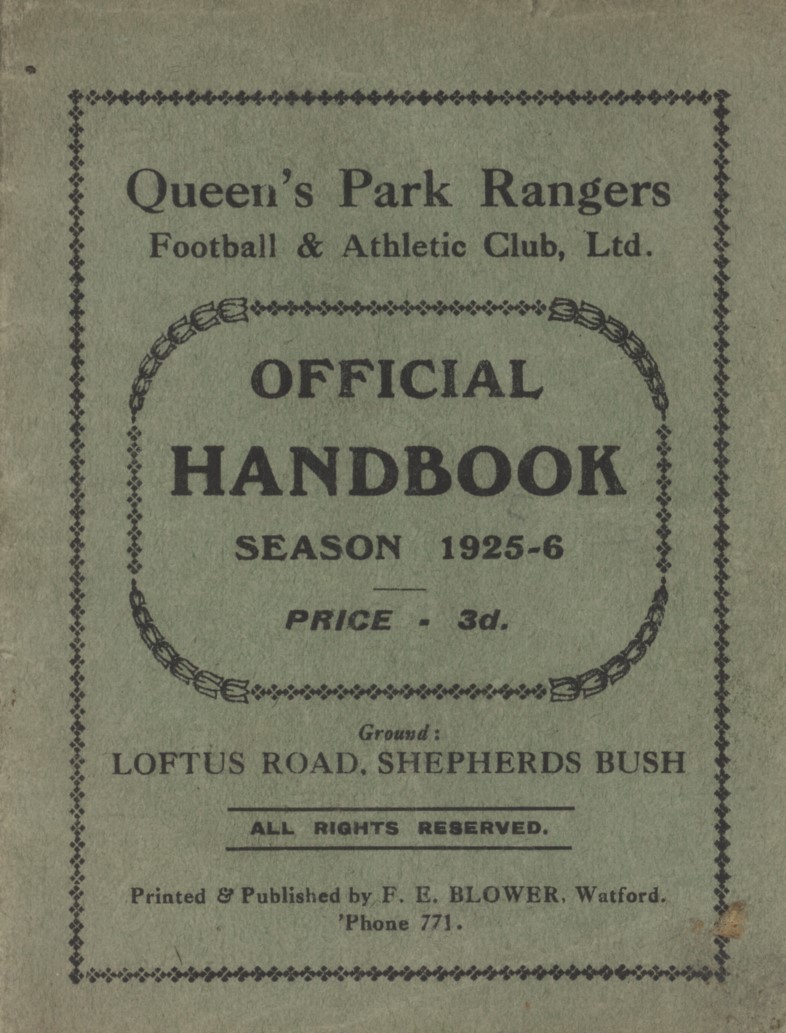 Queen's Park Rangers
Football & Athletic Club, Ltd.
OFFICIAL
HANDBOOK
SEASON 1925-6
PRICE - 3d.
Ground:
LOFTUS ROAD, SHEPHERDS BUSH
ALL RIGHTS RESERVED.
Printed & Published by F. E. BLOWER, Watford.
'Phone 771.